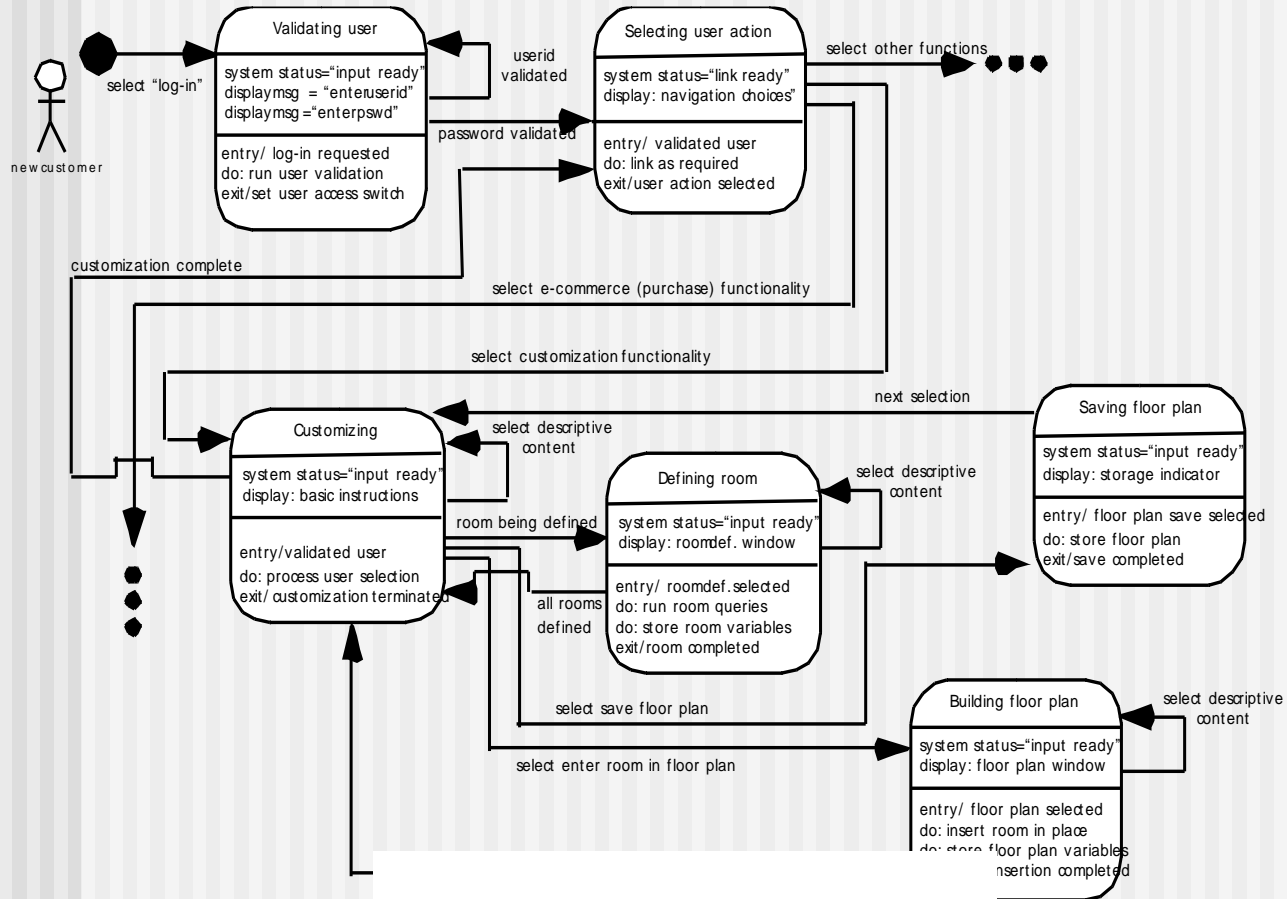 Validating user
system status="input ready"
displaymsg = "enteruserid"
displaymsg ="enterpswd"
entry/ log-in requested
do: run user validation
exit/set user access switch
select "log-in"
newcustomer
userid
validated
password validated
Selecting user action
system status="link ready"
display: navigation choices"
entry/ validated user
do: link as required
exit/user action selected
select other functions
customization complete
select e-commerce (purchase) functionality
select customization functionality
next selection
Customizing
system status="input ready"
display: basic instructions
entry/validated user
do: process user selection
exit/ customization terminated
select descriptive
content
room being defined
all rooms
defined
Defining room
system status="input ready"
display: roomdef. window
entry/ roomdef.selected
do: run room queries
do: store room variables
exit/room completed
select descriptive
content
Saving floor plan
system status="input ready"
display: storage indicator
entry/ floor plan save selected
do: store floor plan
exit/save completed
select save floor plan
select enter room in floor plan
Building floor plan
system status="input ready"
display: floor plan window
entry/ floor plan selected
do: insert room in place
do: store floor plan variables
completed
select descriptive
content